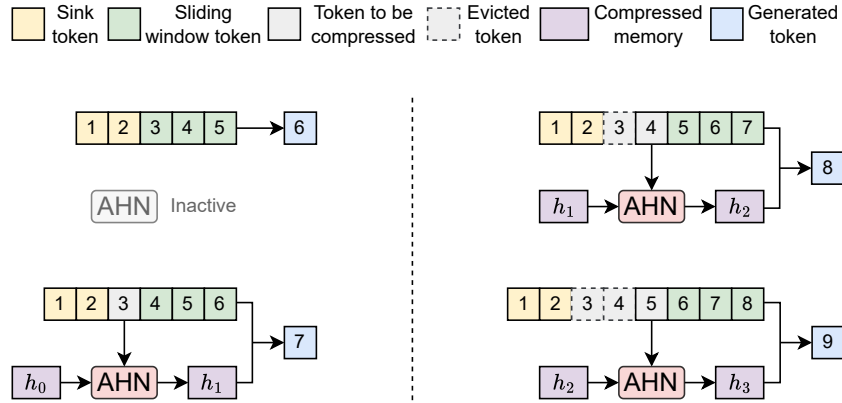 Sink token
Sliding window token
Token to be compressed
Evicted token
Compressed memory
Generated token
1 2 3 4 5 6
AHN Inactive
1 2 3 4 5 6
7
h₀ AHN h₁
1 2 3 4 5 6 7
8
h₁ AHN h₂
1 2 3 4 5 6 7 8
9
h₂ AHN h₃